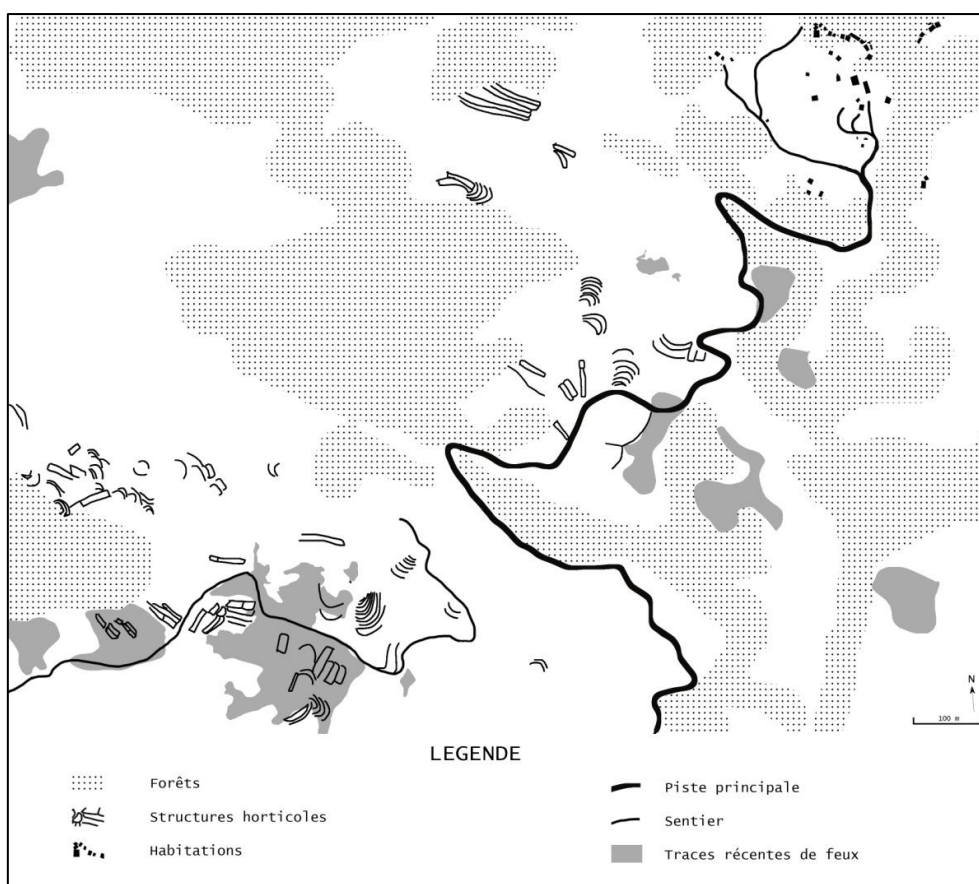 N
100 m
LEGENDE
Forêts
Structures horticoles
Habitations
Piste principale
Sentier
Traces récentes de feux